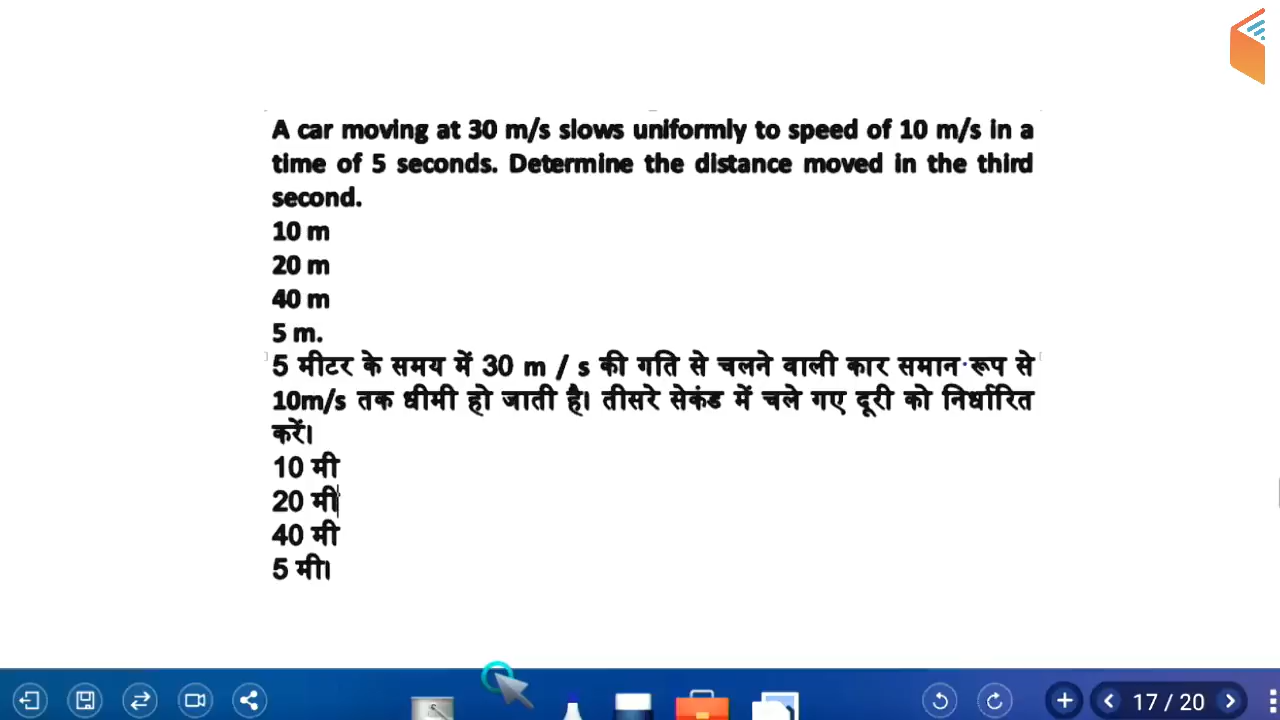 A car moving at 30 m/s slows uniformly to speed of 10 m/s in a
time of 5 seconds. Determine the distance moved in the third
second.
10 m
20 m
40 m
5 m.
5 मीटर के समय में 30 m / s की गति से चलने वाली कार समान रूप से
10m/s तक धीमी हो जाती है। तीसरे सेकंड में चले गए दूरी को निर्धारित
करें।
10 मी
20 मी
40 मी
5 मी।
17 / 20